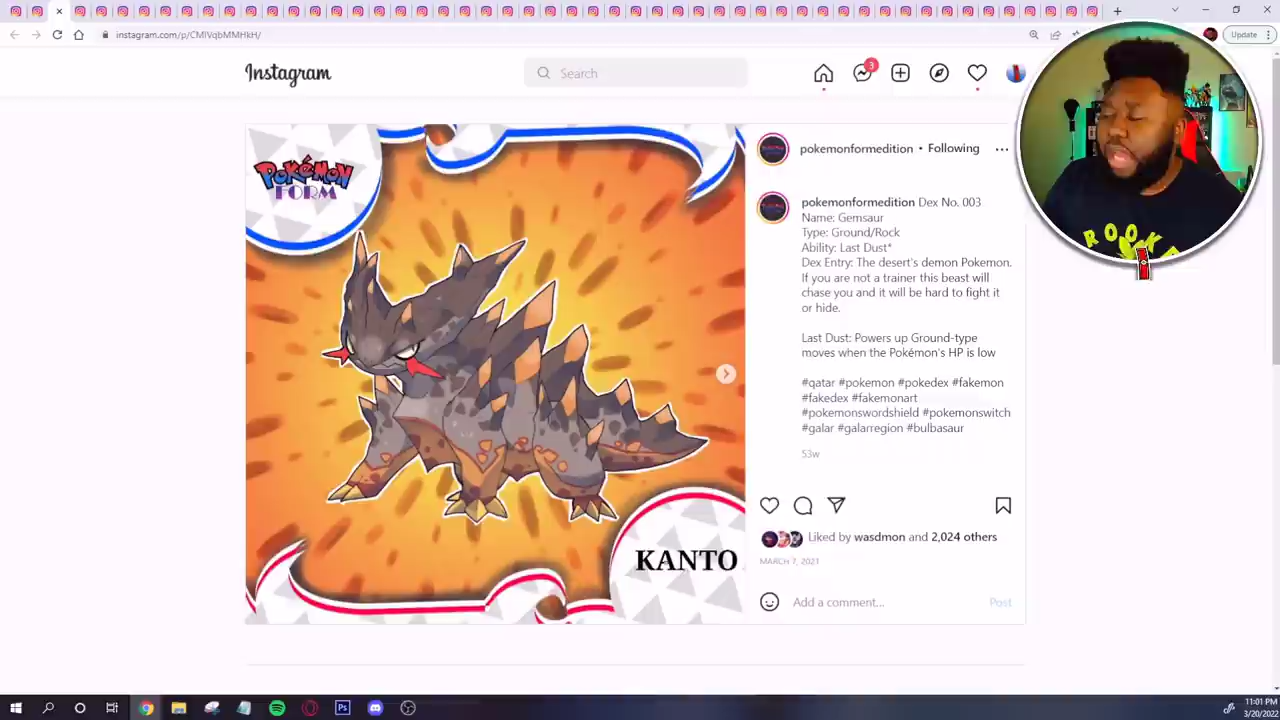 instagram.com/p/CMlVqbMMHkH/
Update
Instagram
Search
3
POKéMON
FORM
KANTO
pokemonformedition • Following
pokemonformedition Dex No. 003
Name: Gemsaur
Type: Ground/Rock
Ability: Last Dust*
Dex Entry: The desert's demon Pokemon.
If you are not a trainer this beast will
chase you and it will be hard to fight it
or hide.
Last Dust: Powers up Ground-type
moves when the Pokémon's HP is low
#qatar #pokemon #pokedex #fakemon
#fakedex #fakemonart
#pokemonswordshield #pokemonswitch
#galar #galarregion #bulbasaur
53w
Liked by wasdmon and 2,024 others
MARCH 7, 2021
Add a comment...
Post
ROOK
Ps
11:01 PM
3/20/2022